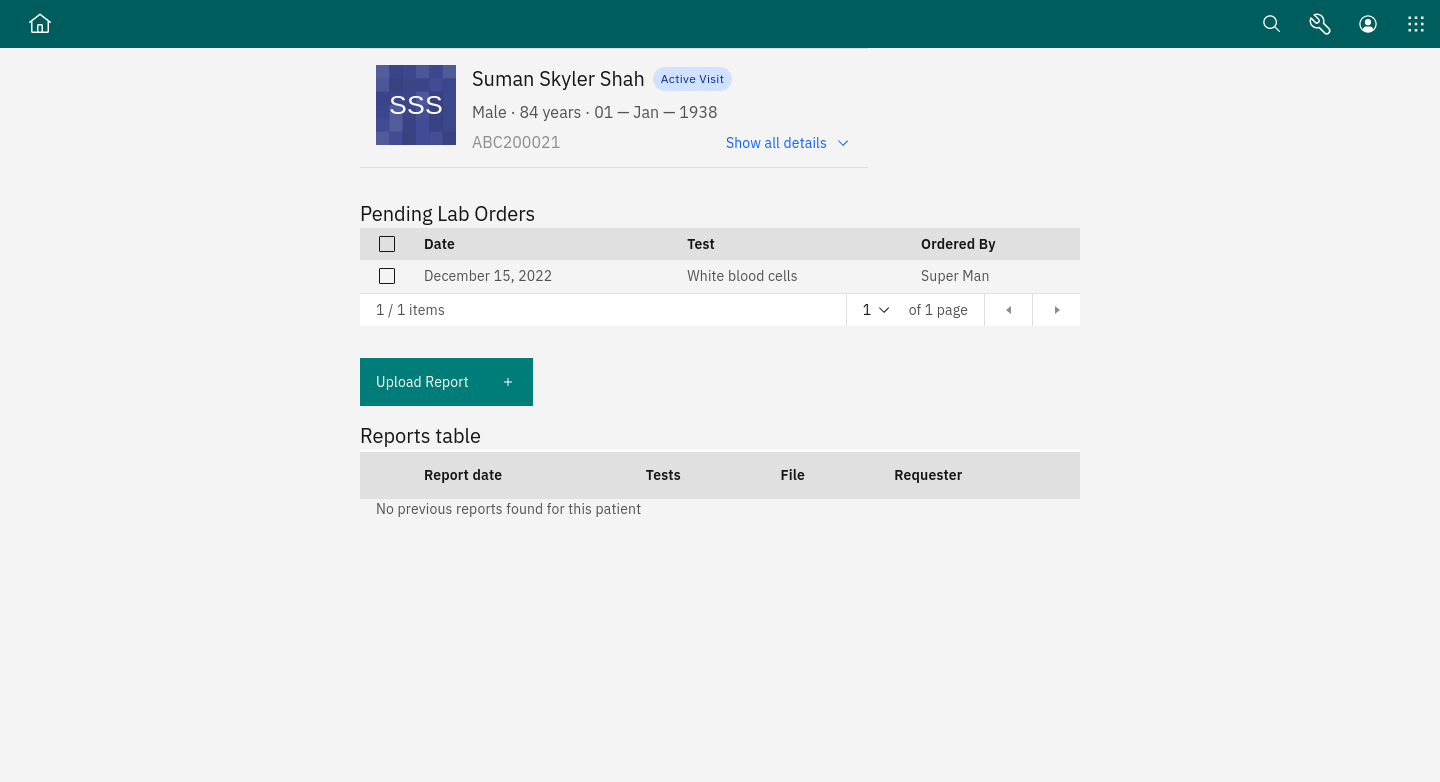 SSS
Suman Skyler Shah Active Visit
Male · 84 years · 01 — Jan — 1938
ABC200021 Show all details
Pending Lab Orders
Date Test Ordered By
December 15, 2022 White blood cells Super Man
1 / 1 items 1 of 1 page
Upload Report +
Reports table
Report date Tests File Requester
No previous reports found for this patient